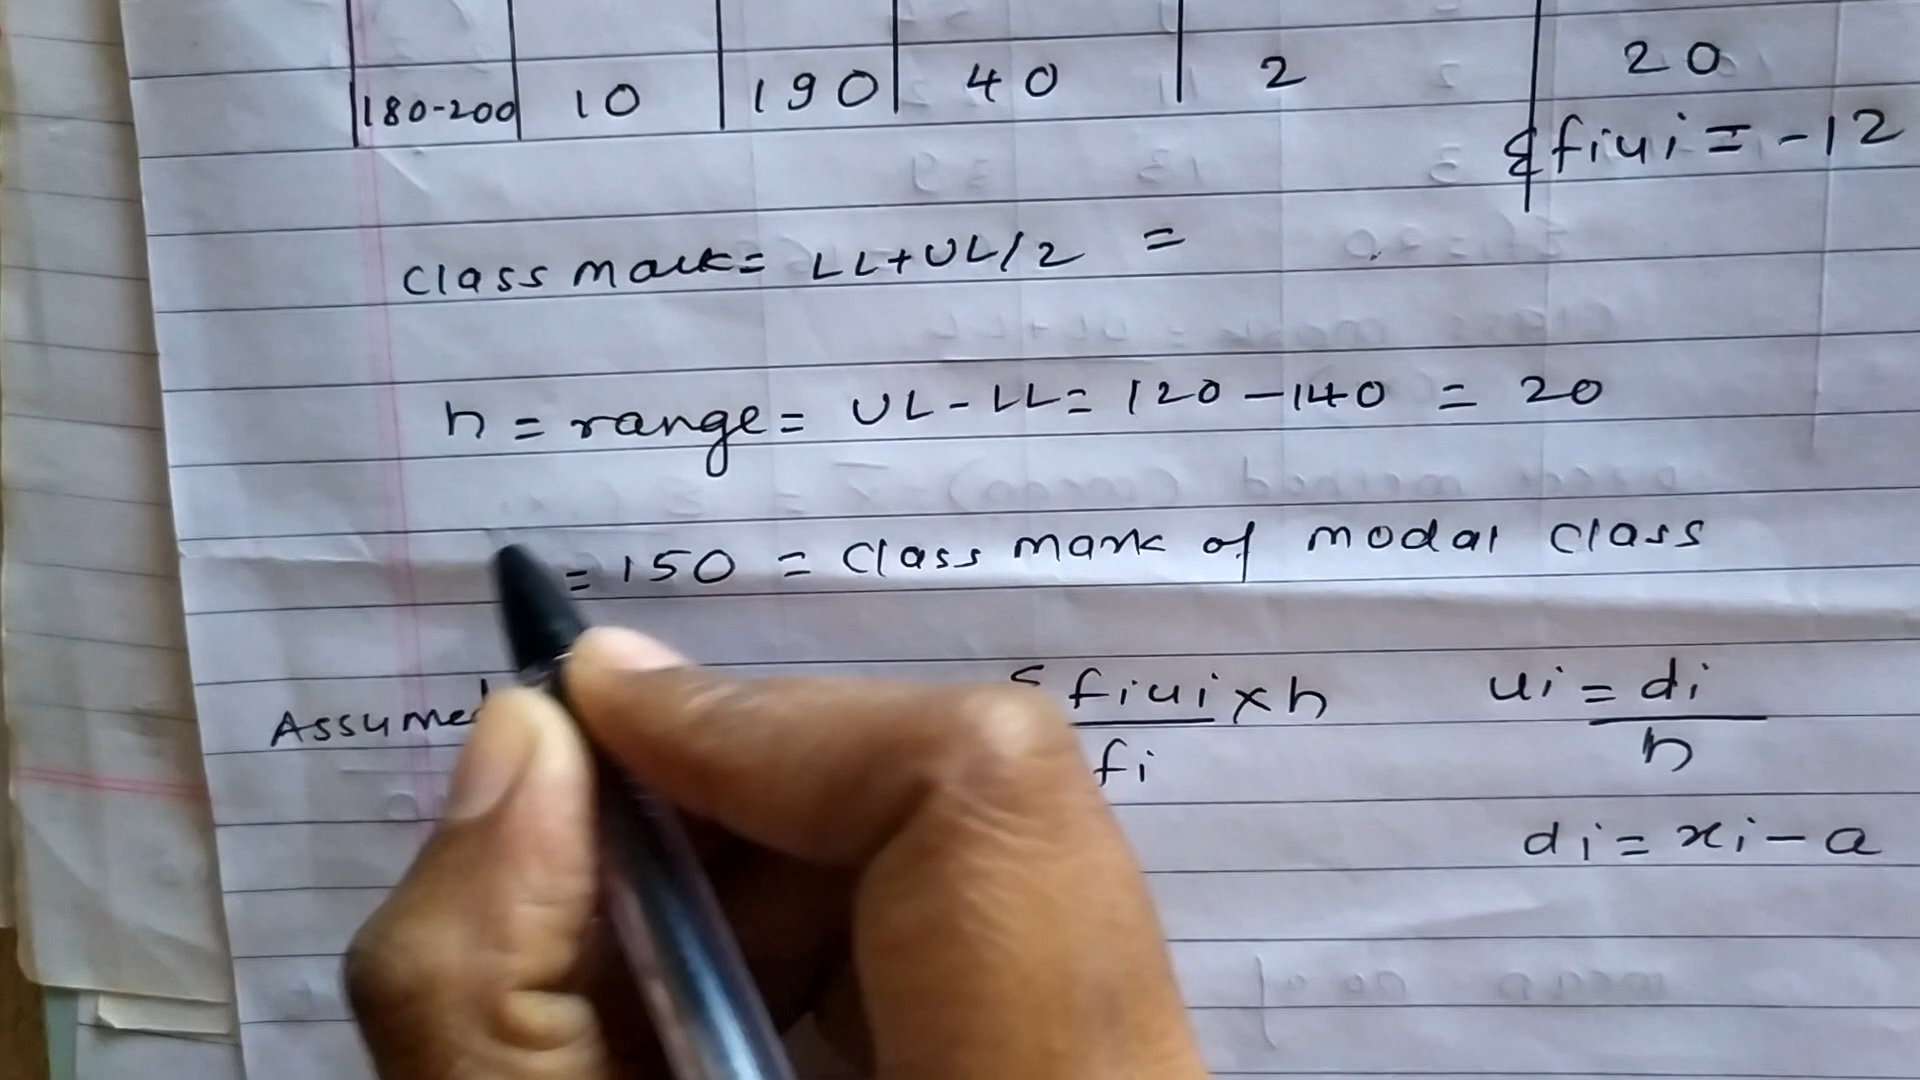 180-200 10 190 40 2 20
Σfiui = -12
class mark = LL+UL/2 =
h = range = UL - LL = 120 - 140 = 20
= 150 = class mark of modal class
Assumed Σfiui x h ui = di
fi h
di = xi - a